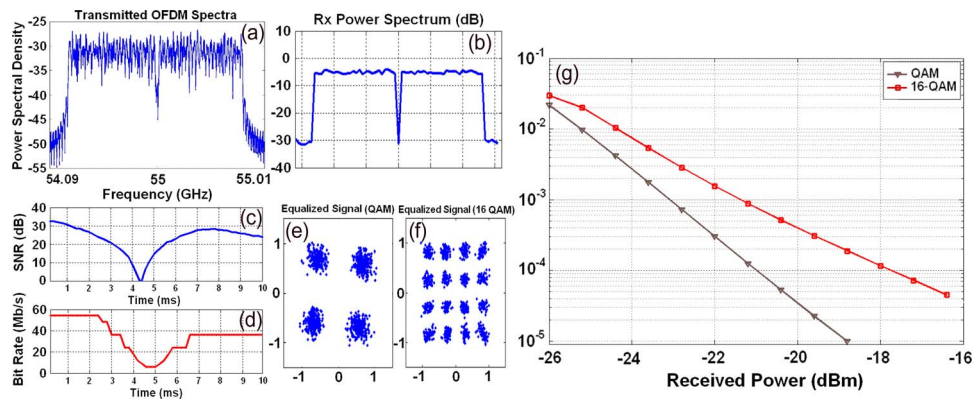 Transmitted OFDM Spectra
(a)
Power Spectral Density
-25
-30
-35
-40
-45
-50
-55
54.09 55 55.01
Frequency (GHz)
Rx Power Spectrum (dB)
(b)
10
0
-10
-20
-30
-40
(c)
SNR (dB)
40
30
20
10
0
1 2 3 4 5 6 7 8 9 10
Time (ms)
(d)
Bit Rate (Mb/s)
60
40
20
0
1 2 3 4 5 6 7 8 9 10
Time (ms)
Equalized Signal (QAM)
(e)
1
0
-1
-1 0 1
Equalized Signal (16 QAM)
(f)
1
0
-1
-1 0 1
(g)
QAM
16-QAM
10-1
10-2
10-3
10-4
10-5
-26 -24 -22 -20 -18 -16
Received Power (dBm)